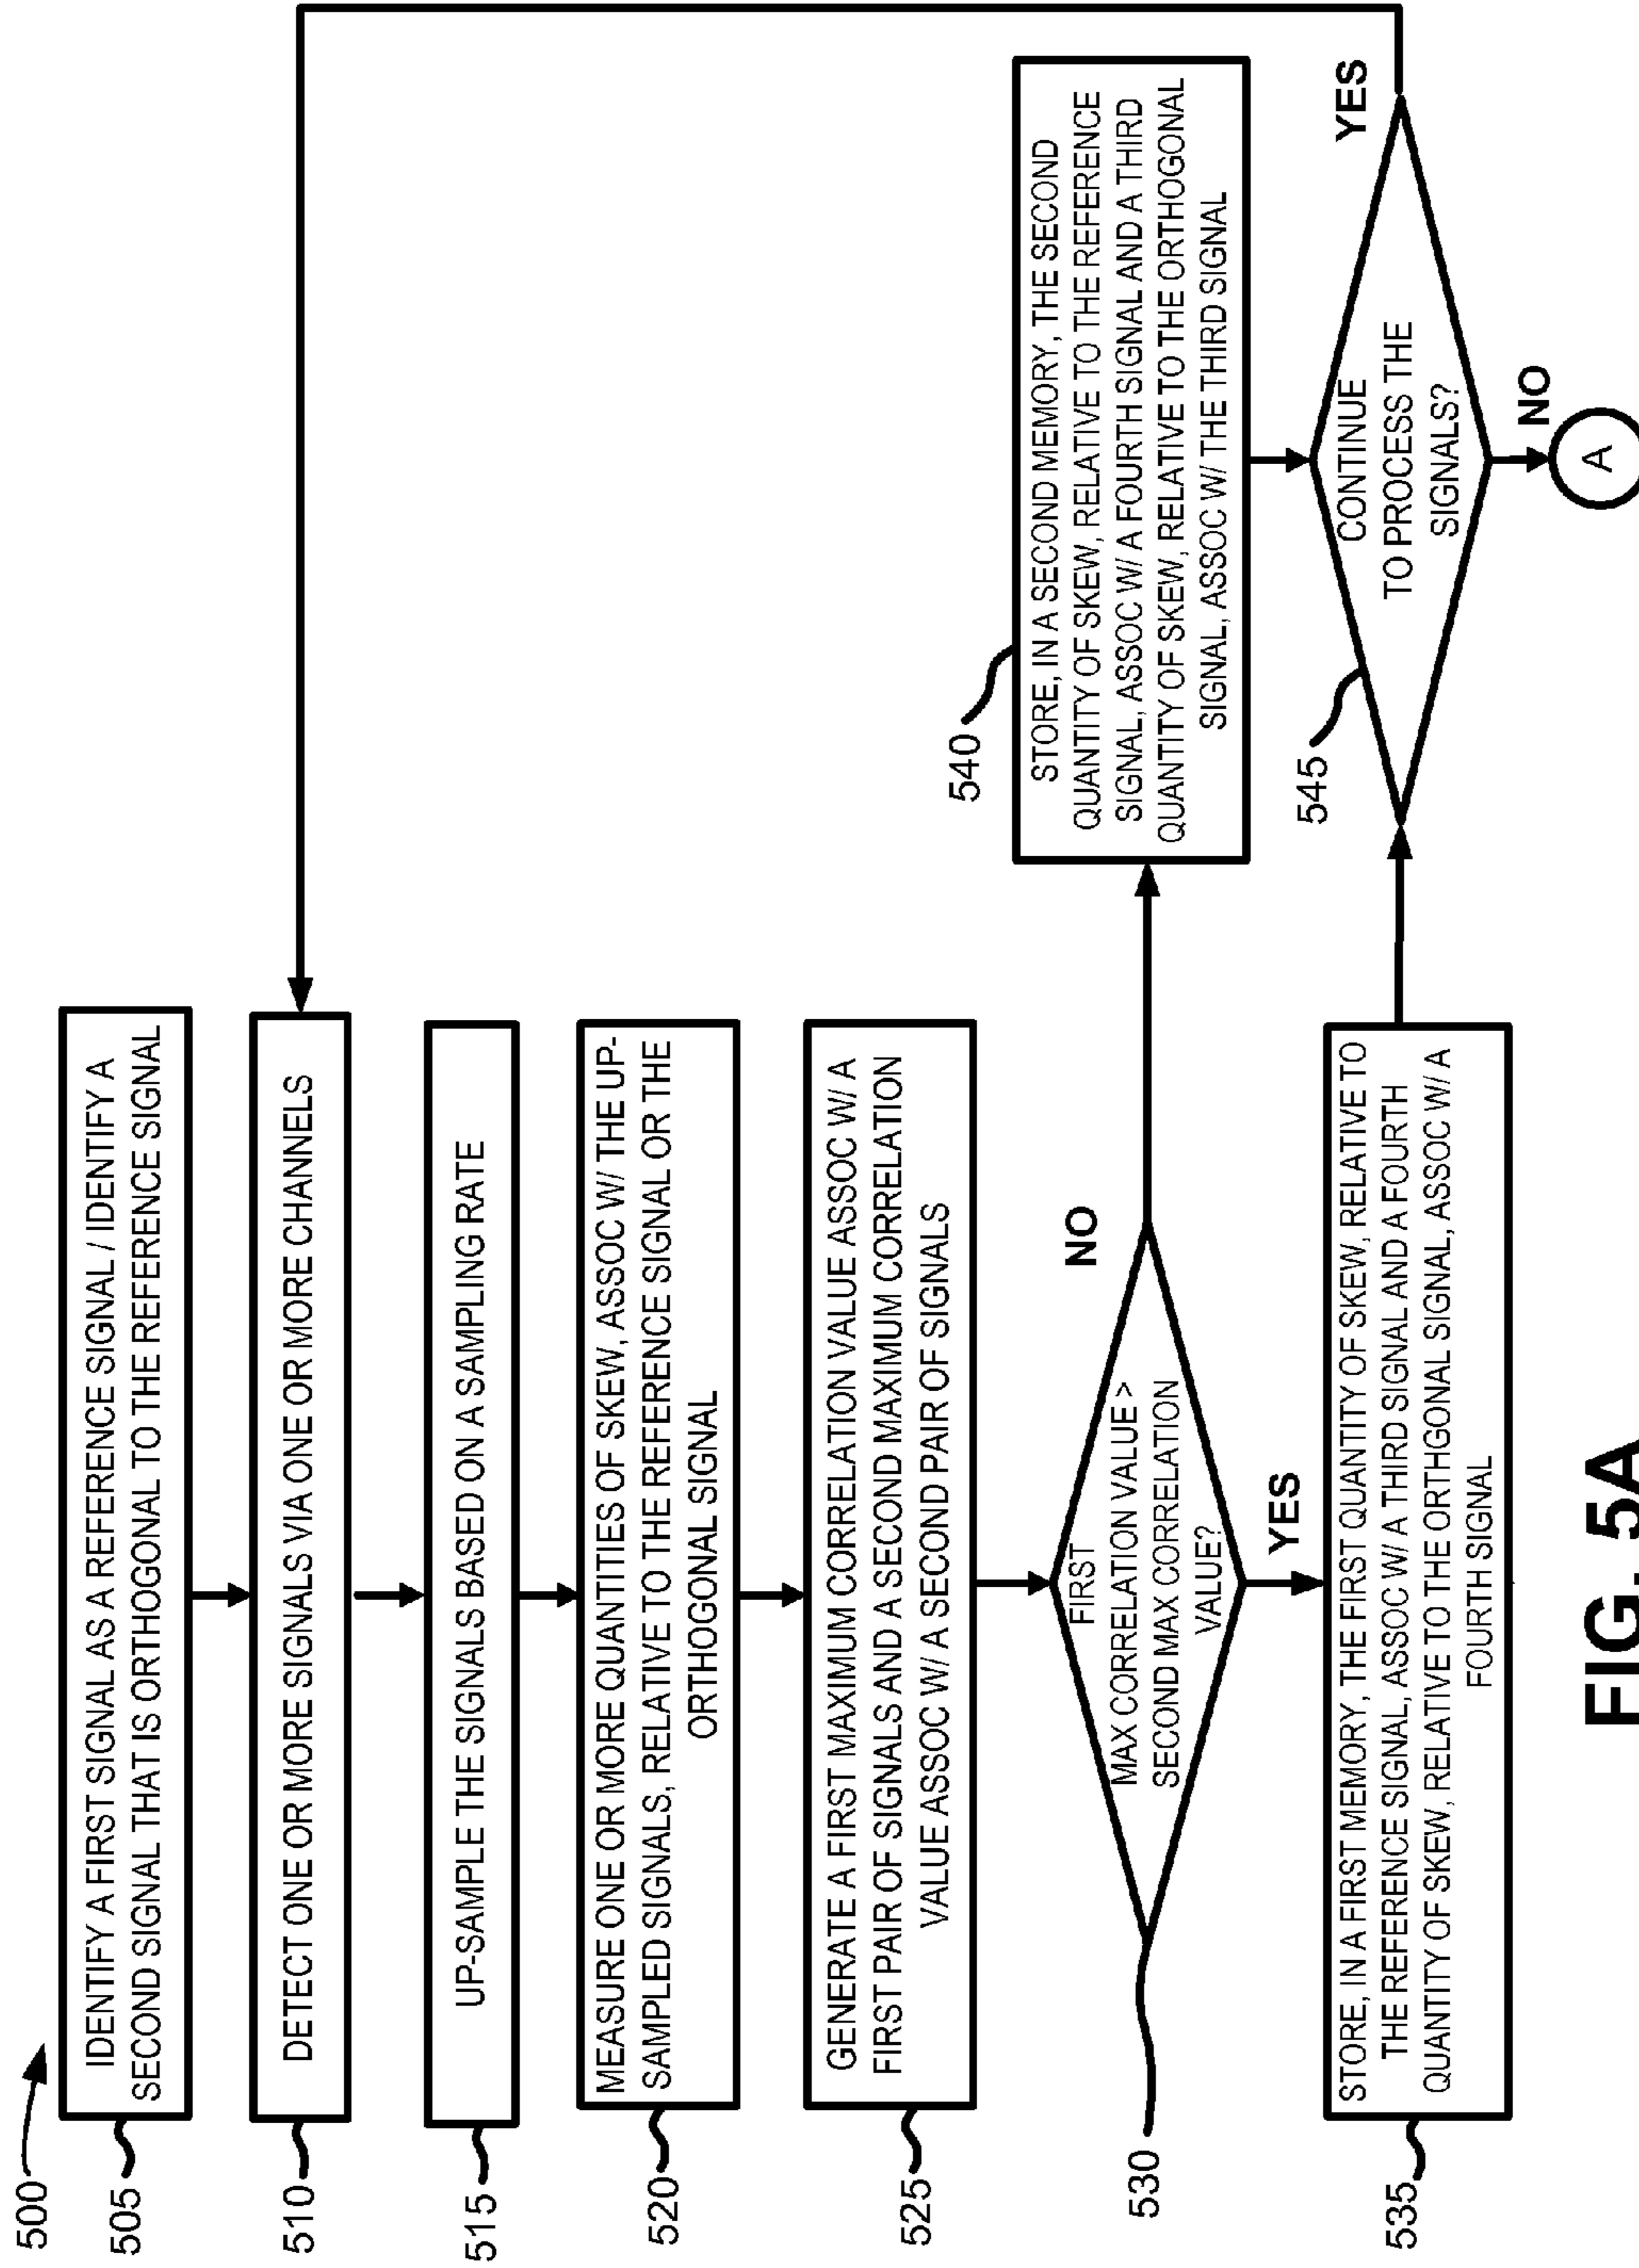 500
505
IDENTIFY A FIRST SIGNAL AS A REFERENCE SIGNAL / IDENTIFY A
SECOND SIGNAL THAT IS ORTHOGONAL TO THE REFERENCE SIGNAL
510
DETECT ONE OR MORE SIGNALS VIA ONE OR MORE CHANNELS
515
UP-SAMPLE THE SIGNALS BASED ON A SAMPLING RATE
520
MEASURE ONE OR MORE QUANTITIES OF SKEW, ASSOC W/ THE UP-
SAMPLED SIGNALS, RELATIVE TO THE REFERENCE SIGNAL OR THE
ORTHOGONAL SIGNAL
525
GENERATE A FIRST MAXIMUM CORRELATION VALUE ASSOC W/ A
FIRST PAIR OF SIGNALS AND A SECOND MAXIMUM CORRELATION
VALUE ASSOC W/ A SECOND PAIR OF SIGNALS
530
FIRST
MAX CORRELATION VALUE >
SECOND MAX CORRELATION
VALUE?
NO
YES
540
STORE, IN A SECOND MEMORY, THE SECOND
QUANTITY OF SKEW, RELATIVE TO THE REFERENCE
SIGNAL, ASSOC W/ A FOURTH SIGNAL AND A THIRD
QUANTITY OF SKEW, RELATIVE TO THE ORTHOGONAL
SIGNAL, ASSOC W/ THE THIRD SIGNAL
535
STORE, IN A FIRST MEMORY, THE FIRST QUANTITY OF SKEW, RELATIVE TO
THE REFERENCE SIGNAL, ASSOC W/ A THIRD SIGNAL AND A FOURTH
QUANTITY OF SKEW, RELATIVE TO THE ORTHGONAL SIGNAL, ASSOC W/ A
FOURTH SIGNAL
545
CONTINUE
TO PROCESS THE
SIGNALS?
YES
NO
A
FIG. 5A